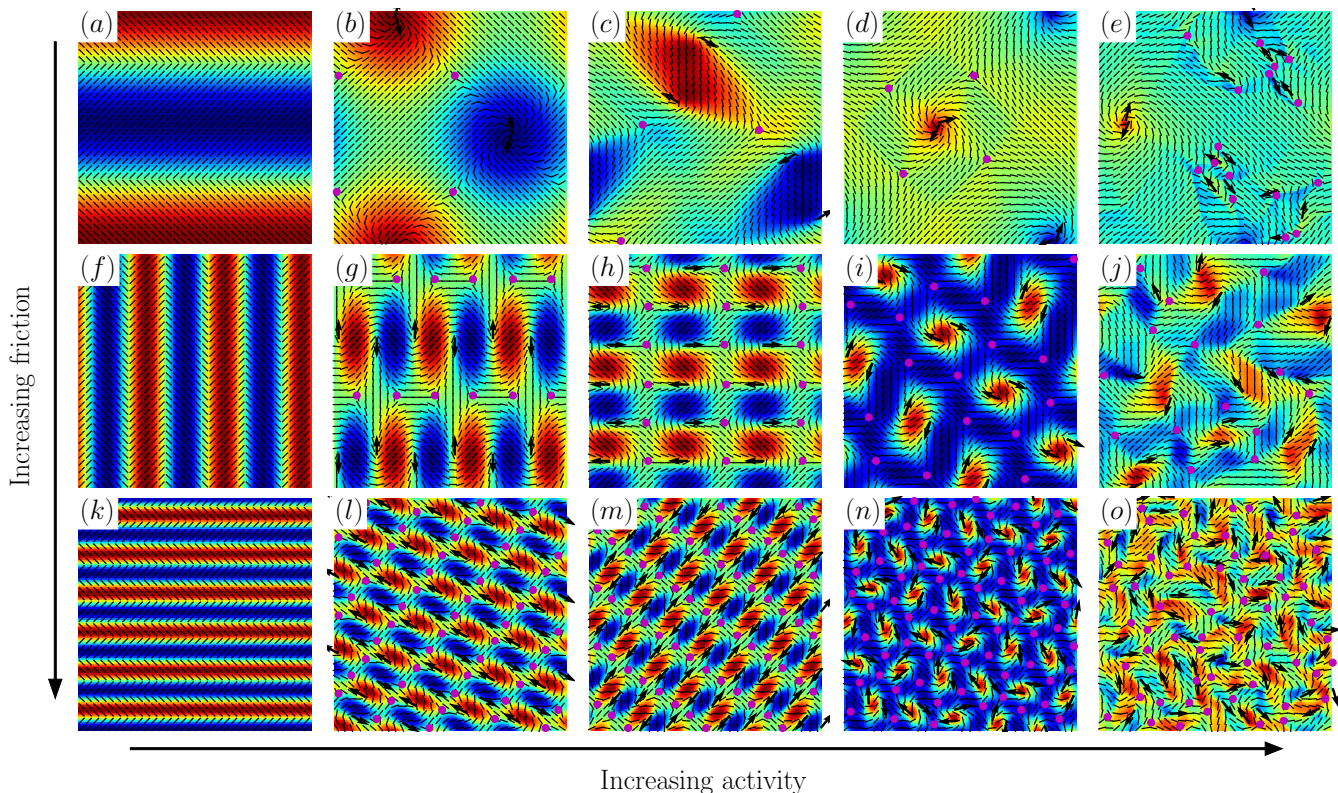 (a) (b) (c) (d) (e)
(f) (g) (h) (i) (j)
(k) (l) (m) (n) (o)
Increasing friction
Increasing activity